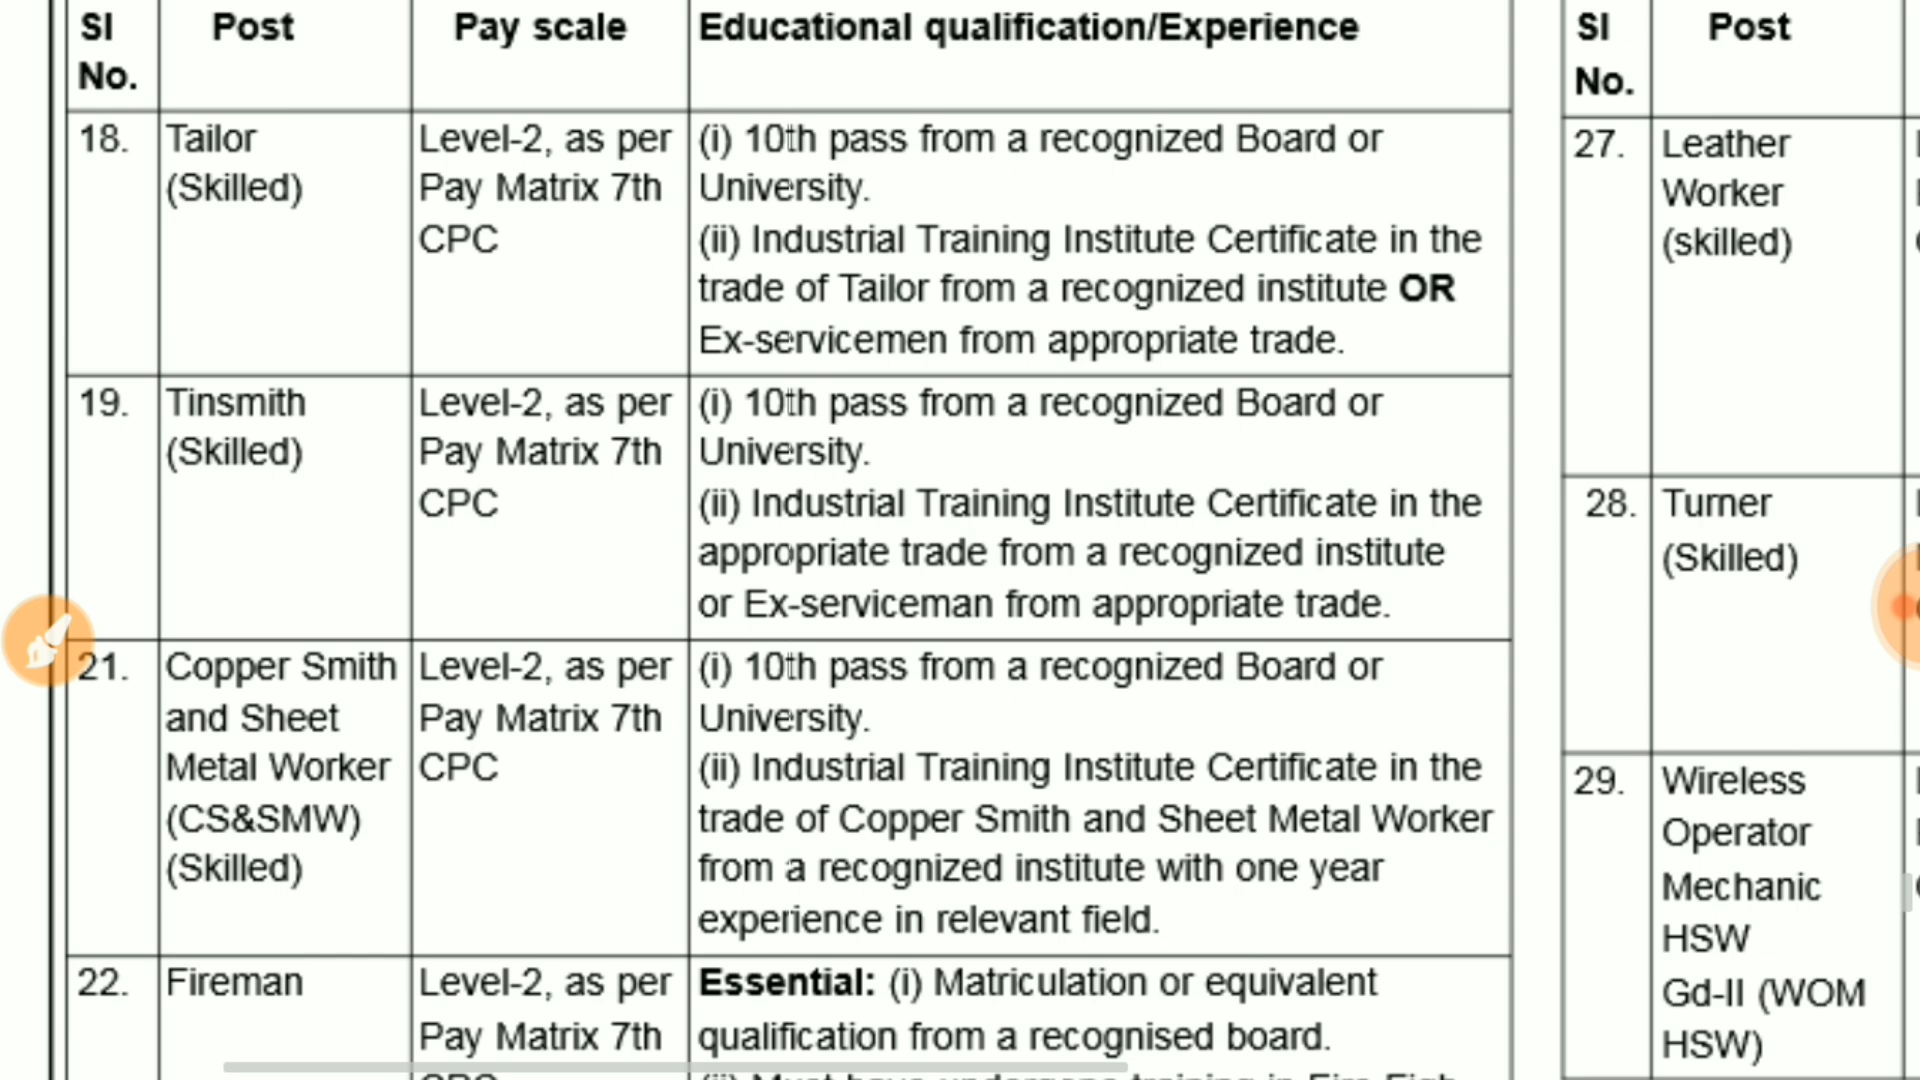 SI No. Post Pay scale Educational qualification/Experience
18. Tailor (Skilled)
Level-2, as per
Pay Matrix 7th
CPC
(i) 10th pass from a recognized Board or
University.
(ii) Industrial Training Institute Certificate in the
trade of Tailor from a recognized institute OR
Ex-servicemen from appropriate trade.
19. Tinsmith
(Skilled)
Level-2, as per
Pay Matrix 7th
CPC
(i) 10th pass from a recognized Board or
University.
(ii) Industrial Training Institute Certificate in the
appropriate trade from a recognized institute
or Ex-serviceman from appropriate trade.
21. Copper Smith
and Sheet
Metal Worker
(CS&SMW)
(Skilled)
Level-2, as per
Pay Matrix 7th
CPC
(i) 10th pass from a recognized Board or
University.
(ii) Industrial Training Institute Certificate in the
trade of Copper Smith and Sheet Metal Worker
from a recognized institute with one year
experience in relevant field.
22. Fireman
Level-2, as per
Pay Matrix 7th
Essential: (i) Matriculation or equivalent
qualification from a recognised board.
SI No. Post
27. Leather
Worker
(skilled)
28. Turner
(Skilled)
29. Wireless
Operator
Mechanic
HSW
Gd-II (WOM
HSW)